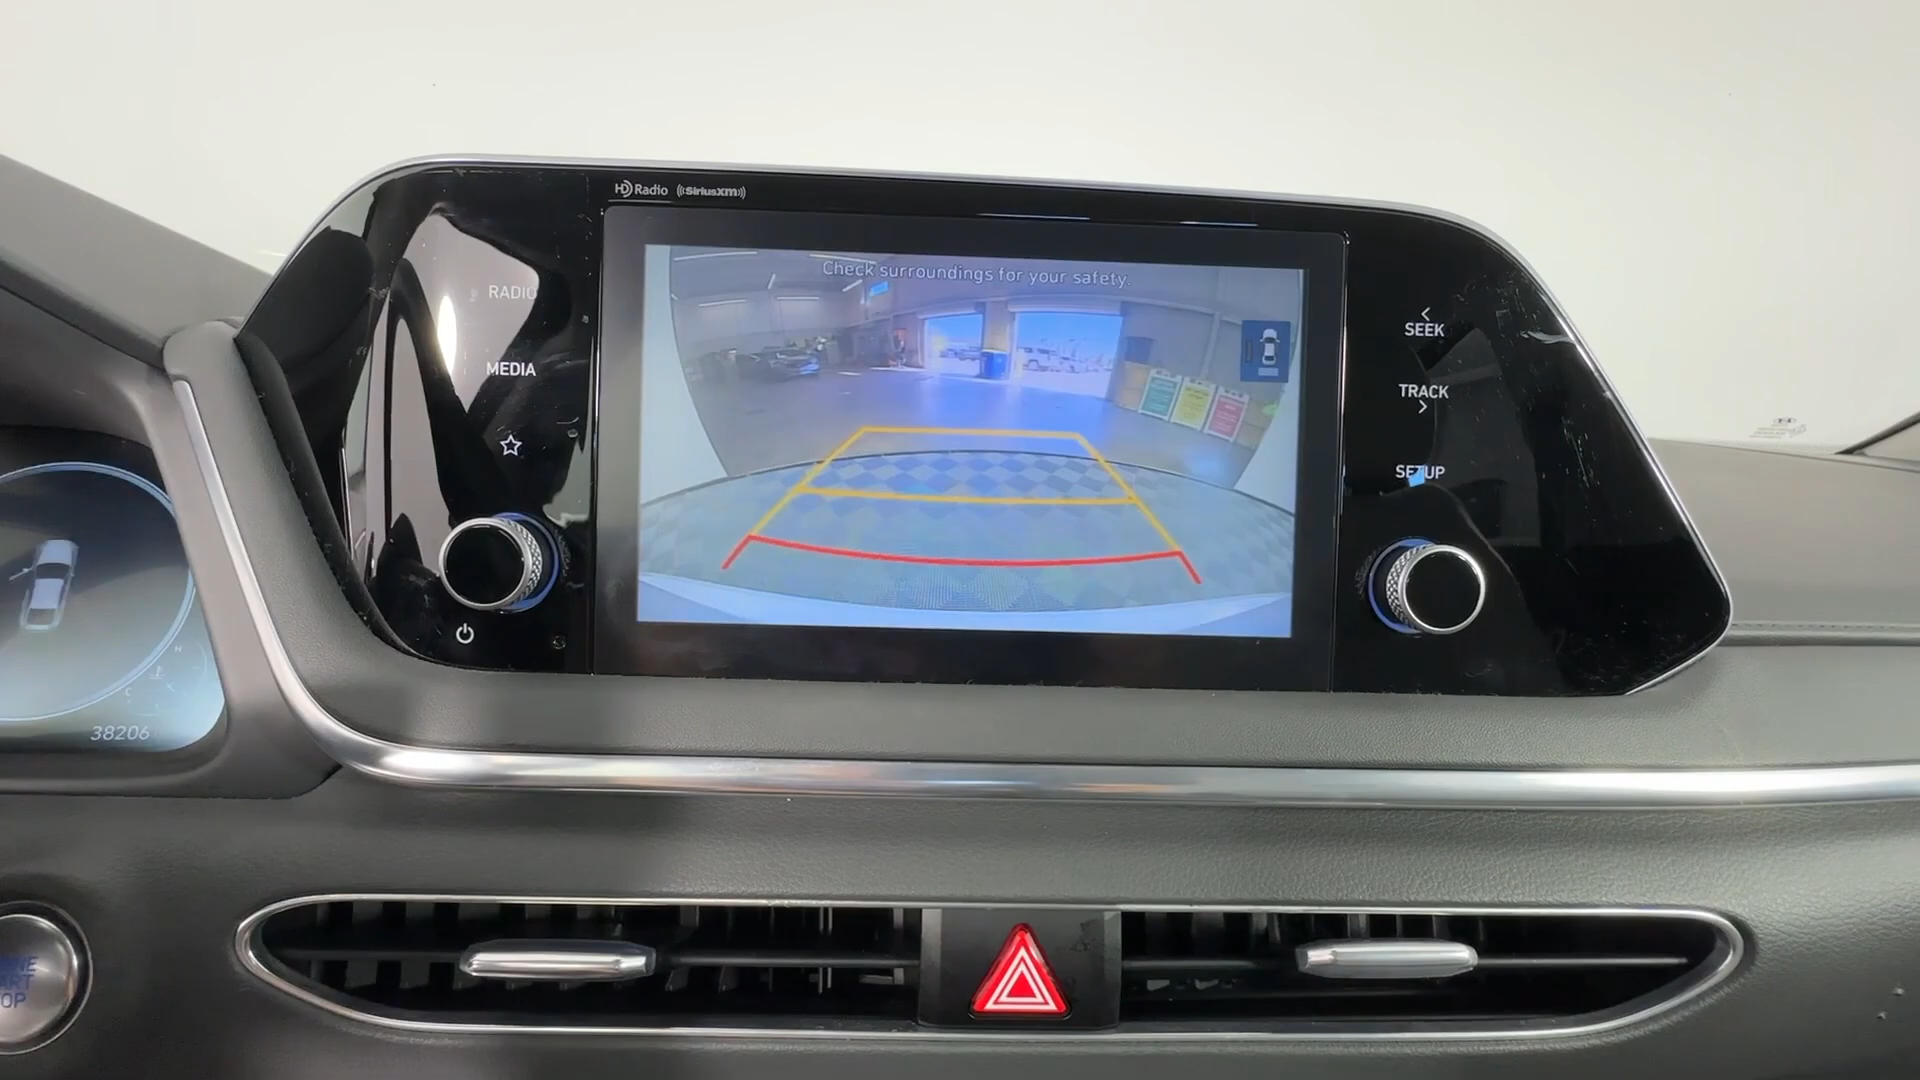 HD Radio ((SiriusXM))
Check surroundings for your safety.
RADIO
MEDIA
SEEK
TRACK
SETUP
H
C
38206